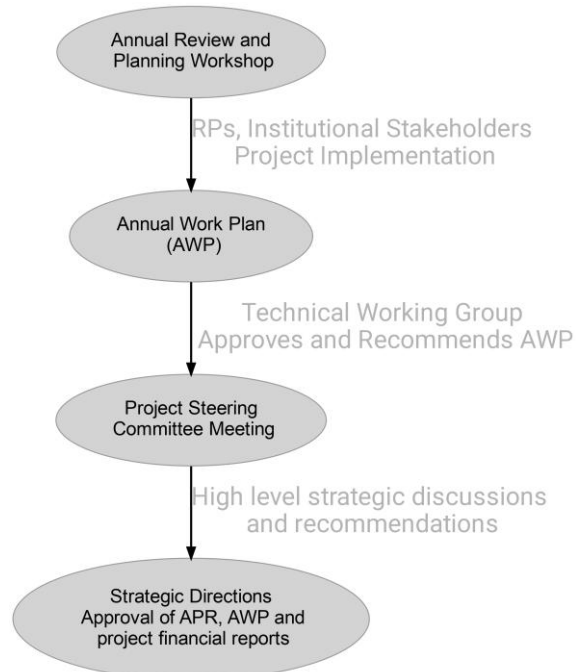 Annual Review and
Planning Workshop
RPs, Institutional Stakeholders
Project Implementation
Annual Work Plan
(AWP)
Technical Working Group
Approves and Recommends AWP
Project Steering
Committee Meeting
High level strategic discussions
and recommendations
Strategic Directions
Approval of APR, AWP and
project financial reports